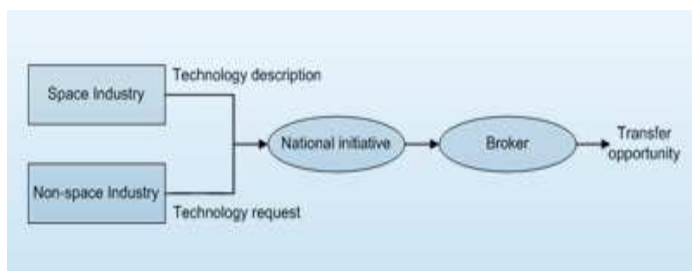 Technology description
Space Industry
National initiative
Broker
Transfer
opportunity
Non-space Industry
Technology request